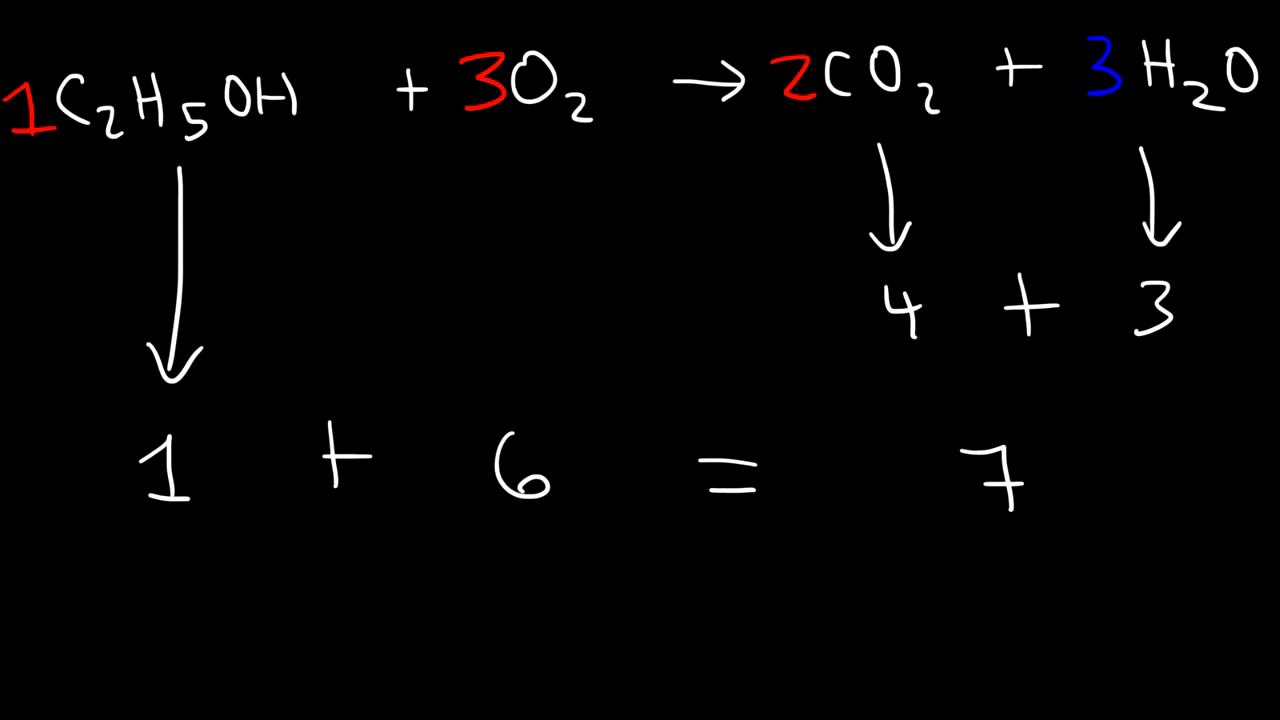 1C₂H₅OH + 3O₂ → 2CO₂ + 3H₂O
4 + 3
1 + 6 = 7